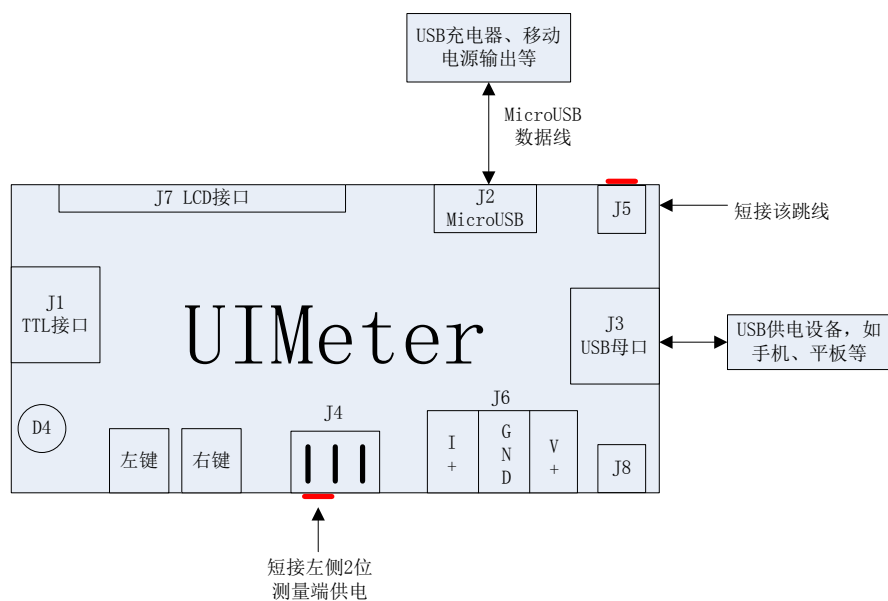 USB充电器、移动
电源输出等
MicroUSB
数据线
J7 LCD接口
J2
MicroUSB
J5
短接该跳线
J1
TTL接口
UIMeter
J3
USB母口
USB供电设备，如
手机、平板等
D4
左键
右键
J4
J6
I
+
G
N
D
V
+
J8
短接左侧2位
测量端供电